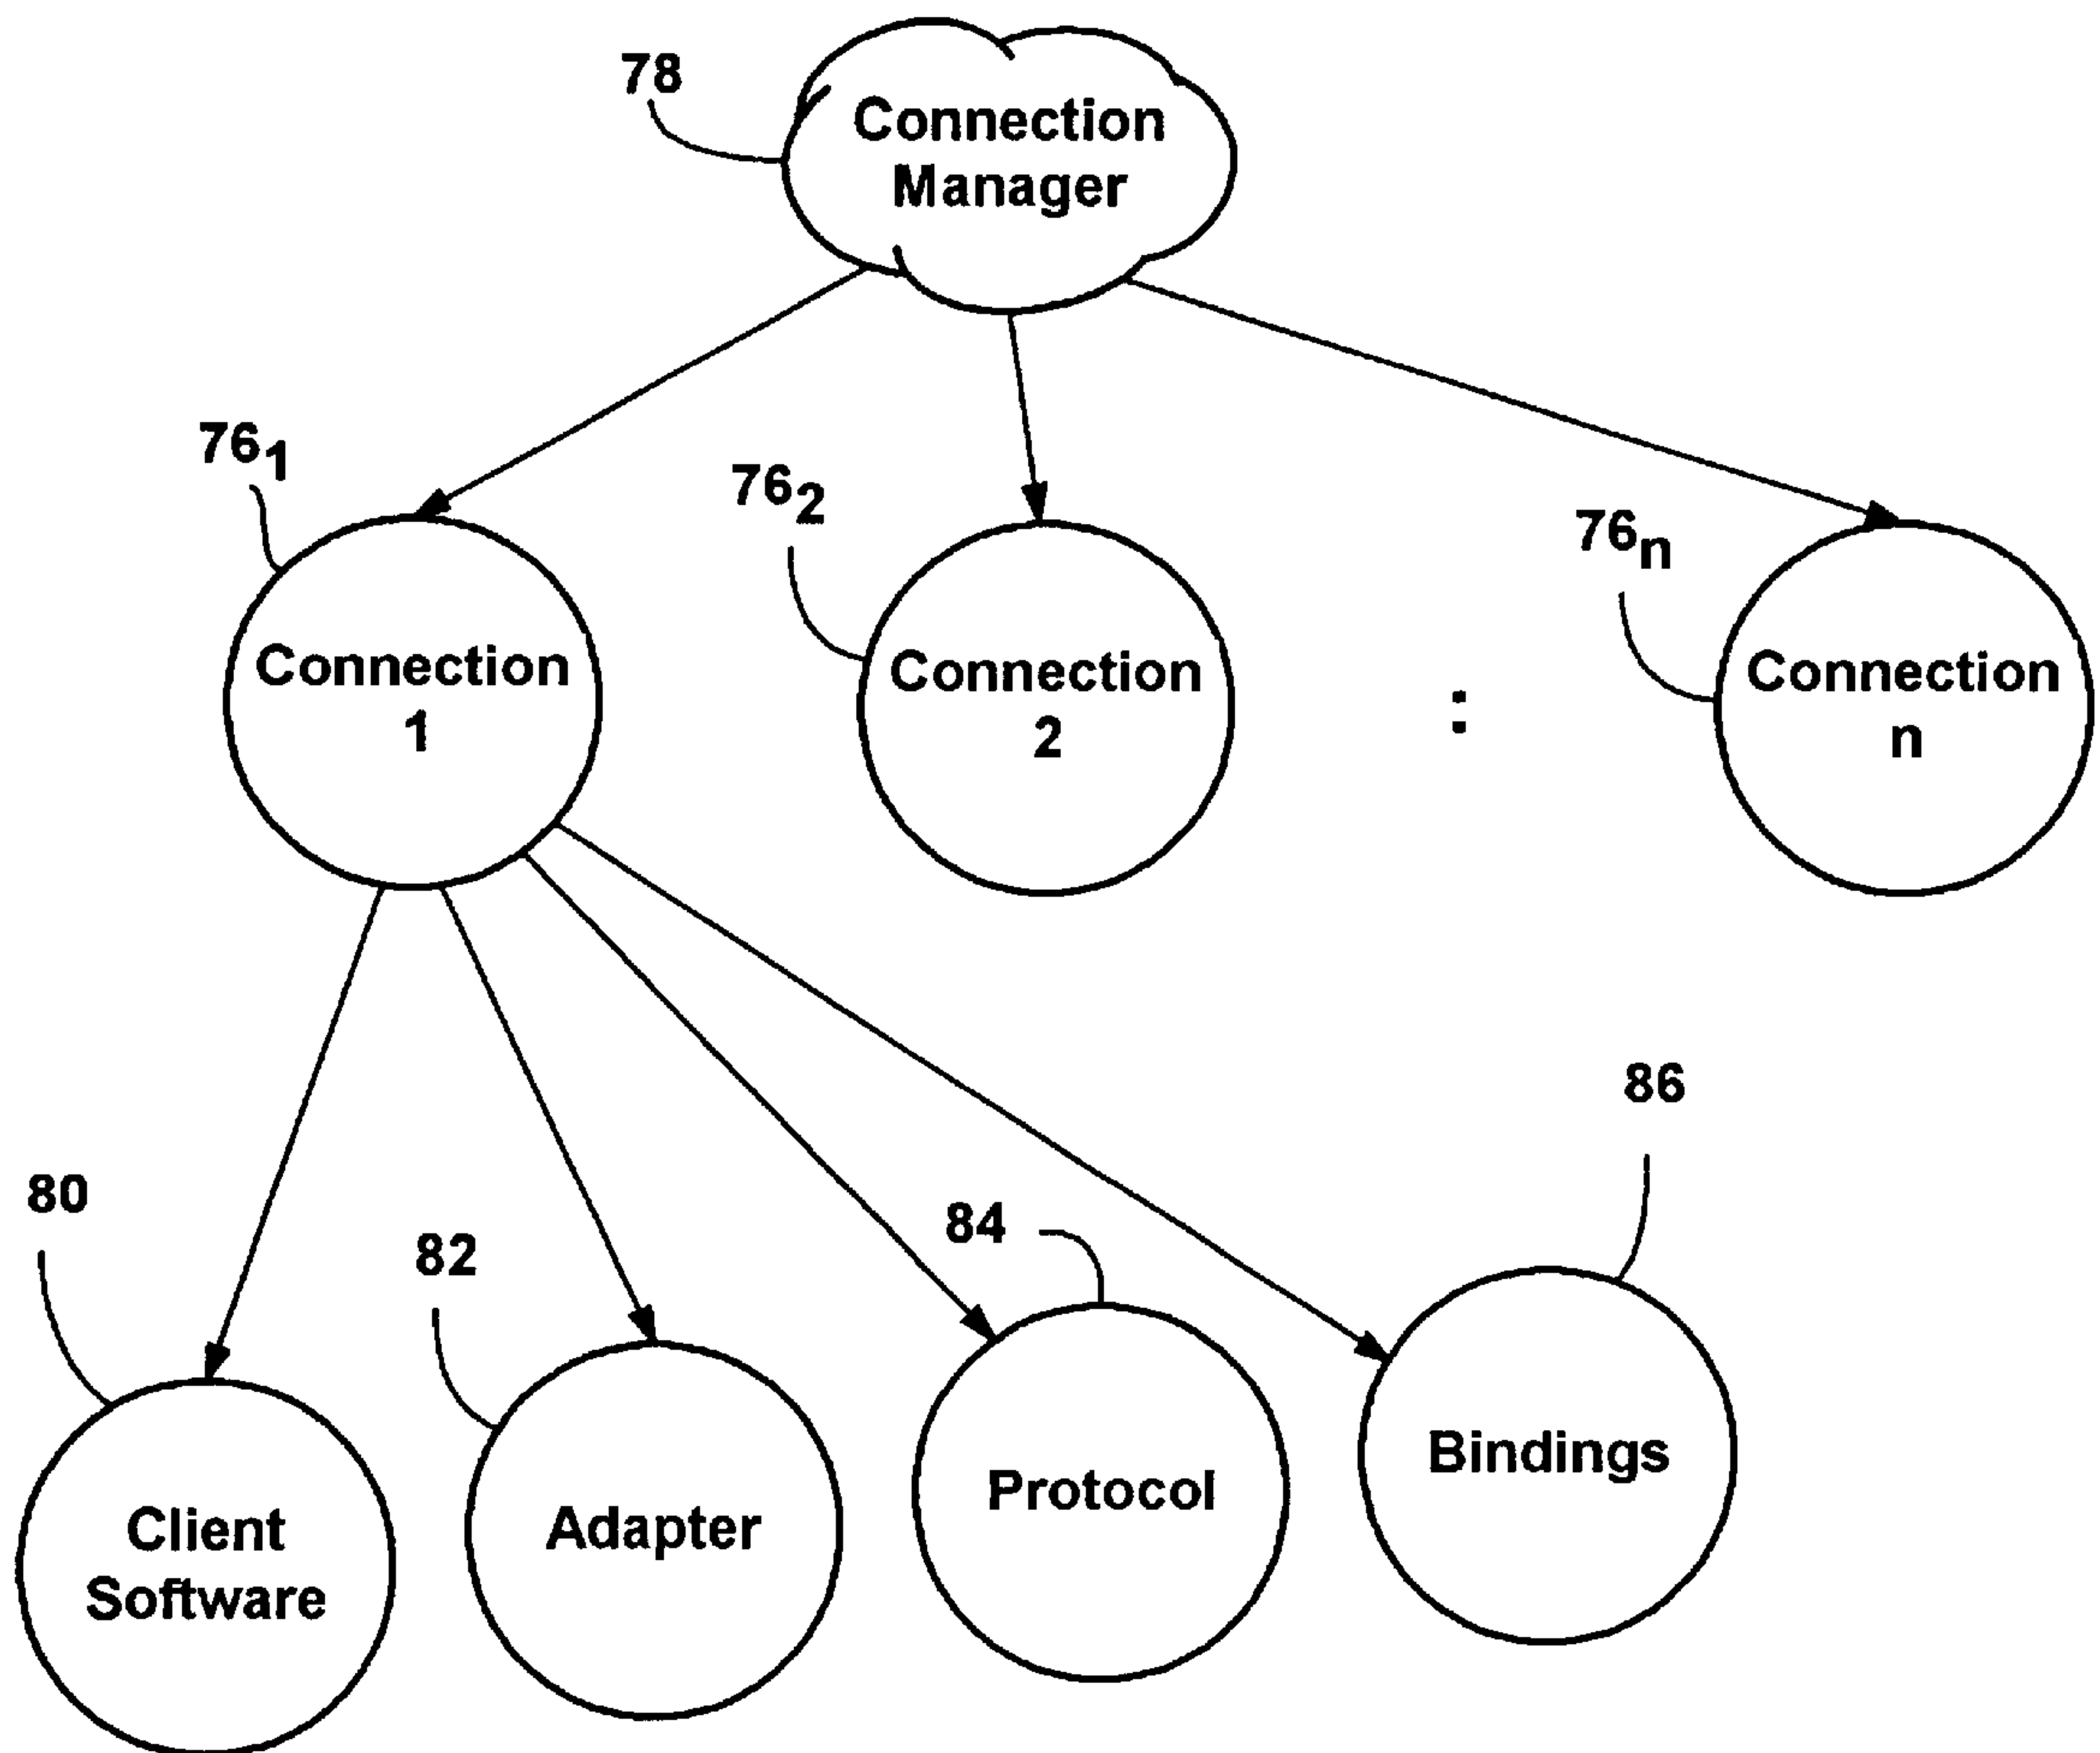 78
Connection
Manager
76₁
76₂
76ₙ
Connection
1
Connection
2
:
Connection
n
86
80
84
82
Bindings
Protocol
Client
Software
Adapter